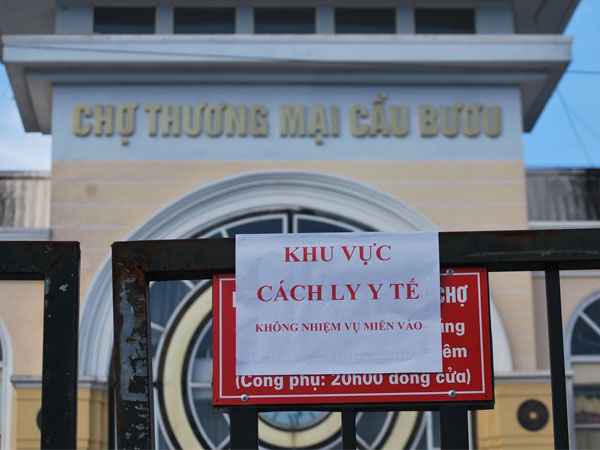 CHỢ THƯƠNG MẠI CẦU BƯƠU
KHU VỰC
CÁCH LY Y TẾ
KHÔNG NHIỆM VỤ MIỄN VÀO
CHỢ
(Cổng phụ: 20h00 đóng cửa)